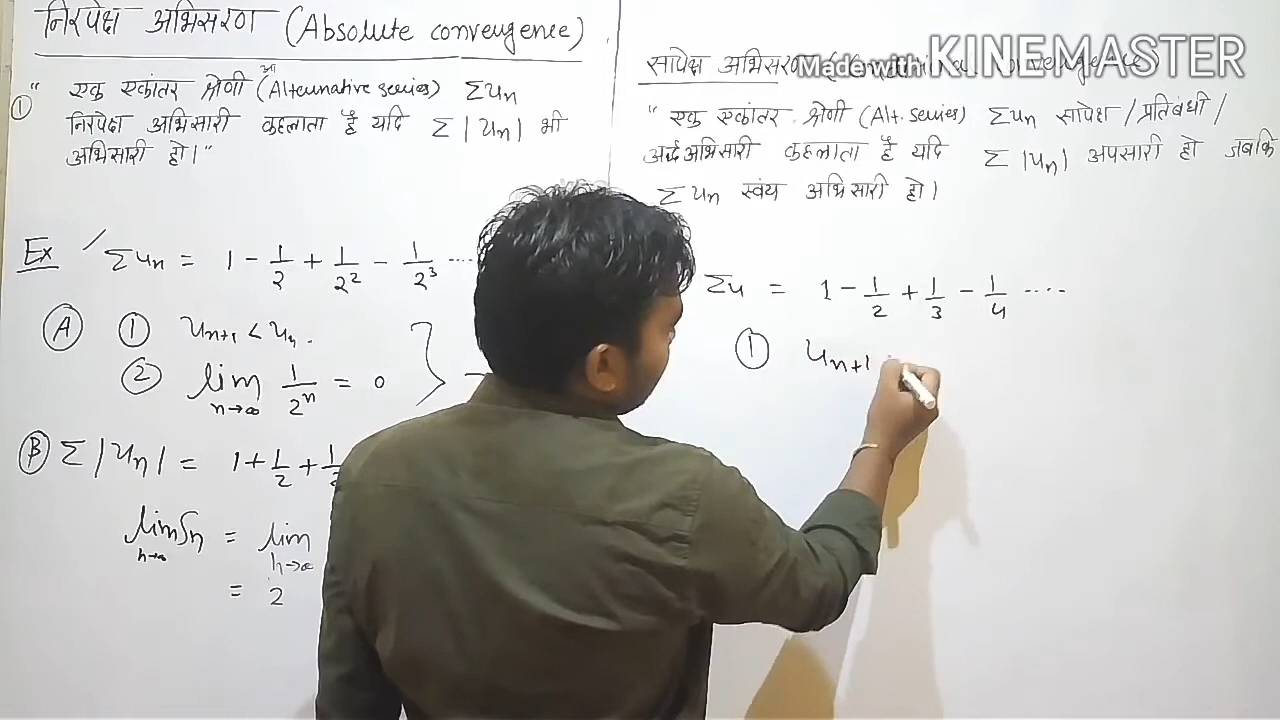 निरपेक्ष अभिसरण (Absolute convergence)
① " एक एकांतर श्रेणी (Alternative series) Σun
निरपेक्ष अभिसारी कहलाता है यदि Σ|un| भी
अभिसारी हो।"
Ex Σun = 1 - 1/2 + 1/2² - 1/2³ ....
Ⓐ ① un+1 < un.
② lim n→∞ 1/2ⁿ = 0
Ⓑ Σ|un| = 1 + 1/2 +
lim n→∞ Sn = lim n→∞
= 2
Made with KINEMASTER
सापेक्ष अभिसरण
" एक एकांतर श्रेणी (Alt. series) Σun सापेक्ष / प्रतिबंधी /
अर्द्ध अभिसारी कहलाता है यदि Σ|un| अपसारी हो जबकि
Σun स्वंय अभिसारी हो।
Σu = 1 - 1/2 + 1/3 - 1/4 ....
① un+1